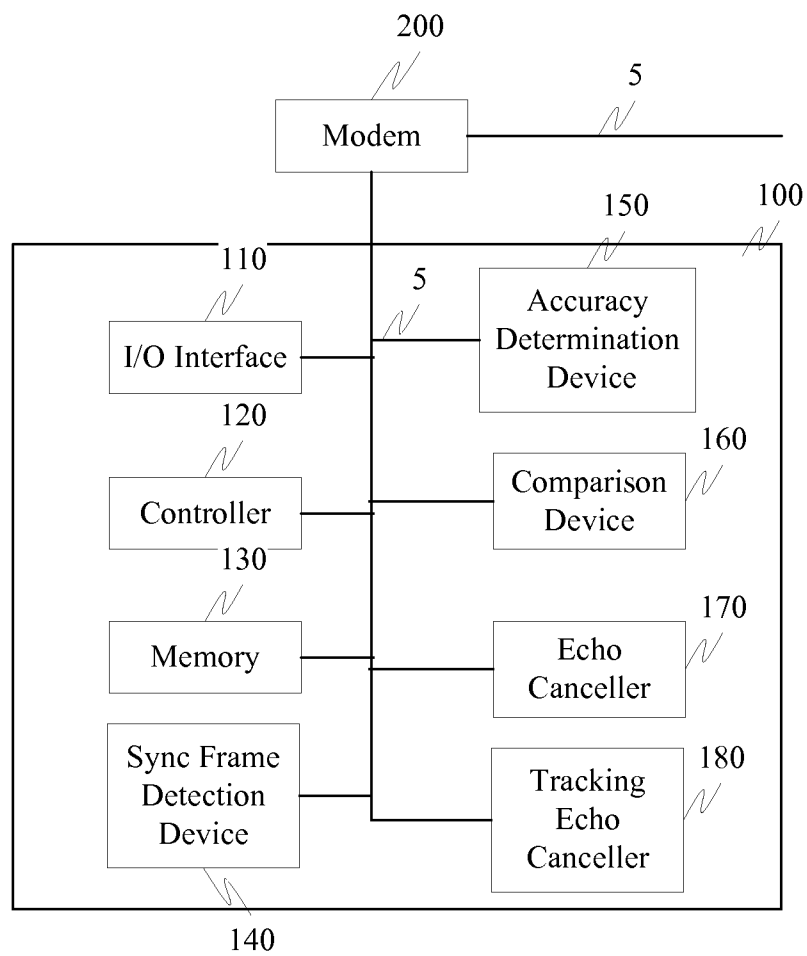 200
5
Modem
100
150
110
5
Accuracy
Determination
Device
I/O Interface
120
160
Controller
Comparison
Device
130
170
Memory
Echo
Canceller
180
Sync Frame
Detection
Device
Tracking
Echo
Canceller
140